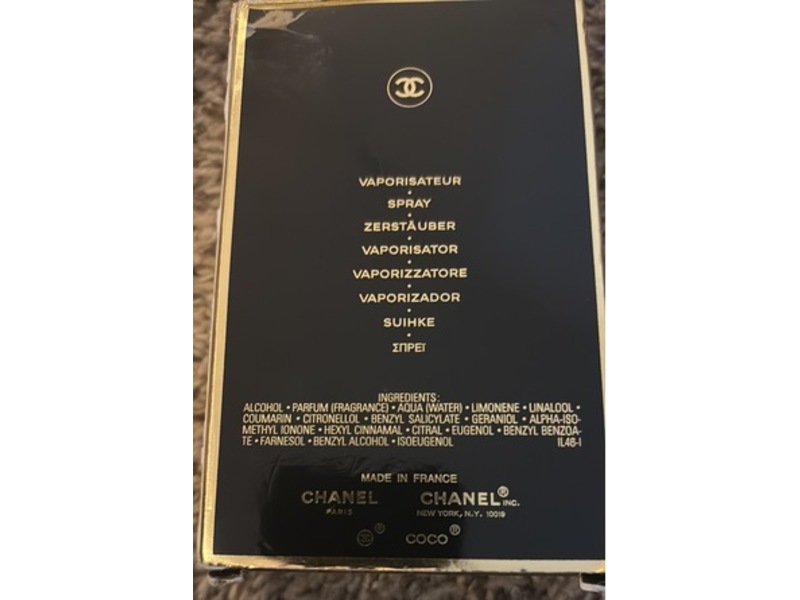 VAPORISATEUR
•
SPRAY
•
ZERSTÄUBER
•
VAPORISATOR
•
VAPORIZZATORE
•
VAPORIZADOR
•
SUIHKE
•
ΣΠΡΕΪ
INGREDIENTS:
ALCOHOL • PARFUM (FRAGRANCE) • AQUA (WATER) • LIMONENE • LINALOOL •
COUMARIN • CITRONELLOL • BENZYL SALICYLATE • GERANIOL • ALPHA-ISO-
METHYL IONONE • HEXYL CINNAMAL • CITRAL • EUGENOL • BENZYL BENZOA-
TE • FARNESOL • BENZYL ALCOHOL • ISOEUGENOL IL46-I
MADE IN FRANCE
CHANEL CHANEL® INC.
PARIS NEW YORK, N.Y. 10019
® COCO®